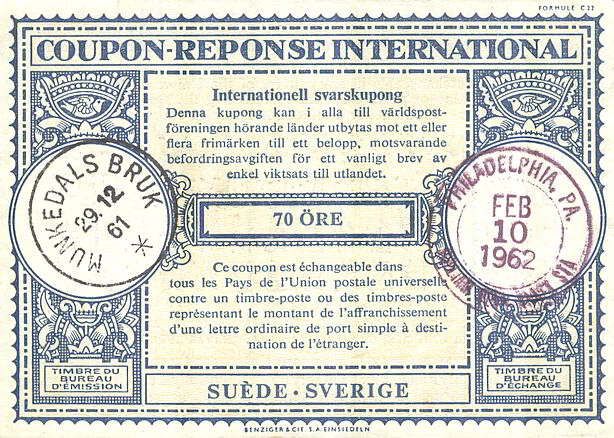 FORMULE C 22
COUPON-REPONSE INTERNATIONAL
Internationell svarskupong
Denna kupong kan i alla till världspost-
föreningen hörande länder utbytas mot ett eller
flera frimärken till ett belopp, motsvarande
befordringsavgiften för ett vanligt brev av
enkel viktsats till utlandet.
MUNKEDALS BRUK
29.12
61
*
70 ÖRE
PHILADELPHIA, PA.
FEB
10
1962
Ce coupon est échangeable dans
tous les Pays de l'Union postale universelle
contre un timbre-poste ou des timbres-poste
représentant le montant de l'affranchissement
d'une lettre ordinaire de port simple à desti-
nation de l'étranger.
TIMBRE DU
BUREAU
D'ÉMISSION
SUÈDE · SVERIGE
TIMBRE DU
BUREAU
D'ÉCHANGE
BENZIGER & CIE. S.A. EINSIEDELN